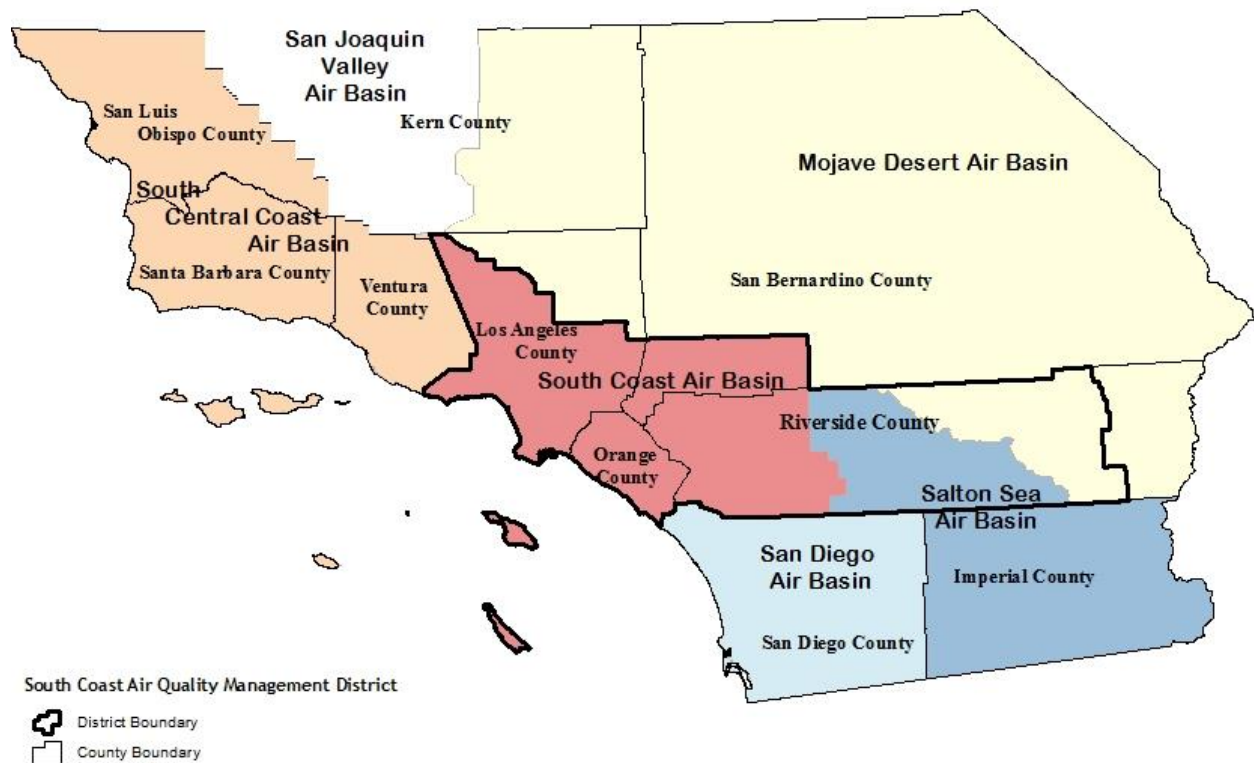 San Joaquin
Valley
Air Basin
Kern County
San Luis
Obispo County
Mojave Desert Air Basin
South
Central Coast
Air Basin
Santa Barbara County
Ventura
County
San Bernardino County
Los Angeles
County
South Coast Air Basin
Riverside County
Orange
County
Salton Sea
Air Basin
San Diego
Air Basin
Imperial County
San Diego County
South Coast Air Quality Management District
District Boundary
County Boundary